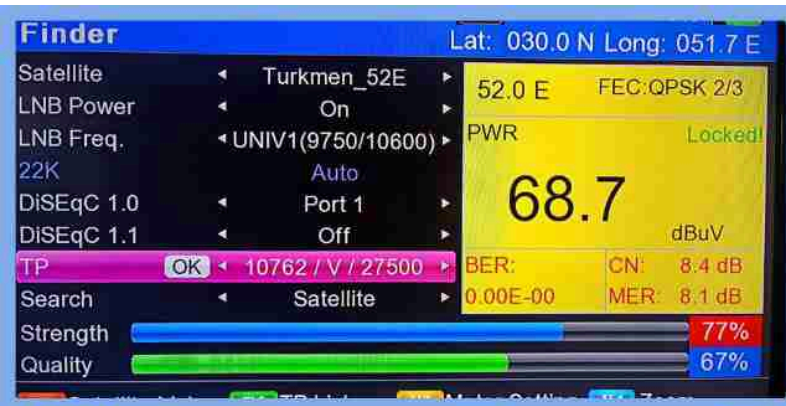 Finder
Lat: 030.0 N Long: 051.7 E
Satellite Turkmen_52E
LNB Power On
LNB Freq. UNIV1(9750/10600)
22K Auto
DiSEqC 1.0 Port 1
DiSEqC 1.1 Off
TP OK 10762 / V / 27500
Search Satellite
52.0 E FEC:QPSK 2/3
PWR Locked!
68.7
dBuV
BER: CN: 8.4 dB
0.00E-00 MER: 8.1 dB
Strength 77%
Quality 67%